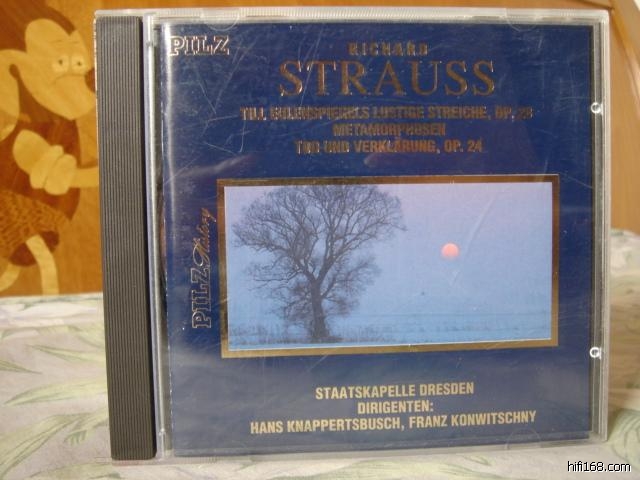 PILZ
RICHARD
STRAUSS
TILL EULENSPIEGELS LUSTIGE STREICHE, OP. 28
METAMORPHOSEN
TOD UND VERKLÄRUNG, OP. 24
PILZ History
STAATSKAPELLE DRESDEN
DIRIGENTEN:
HANS KNAPPERTSBUSCH, FRANZ KONWITSCHNY
hifi168.com